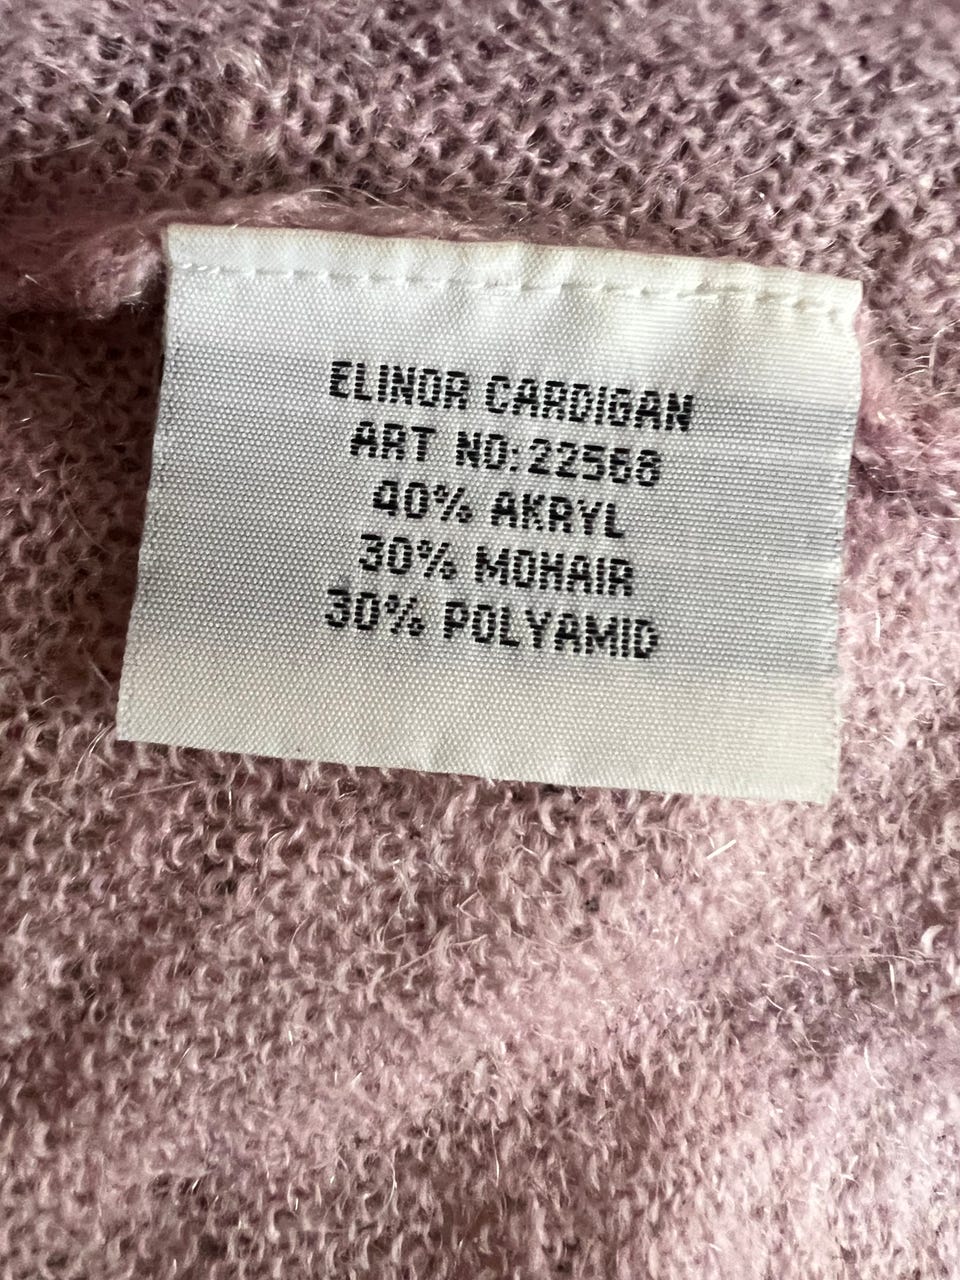 ELINOR CARDIGAN
ART NO:22568
40% AKRYL
30% MOHAIR
30% POLYAMID